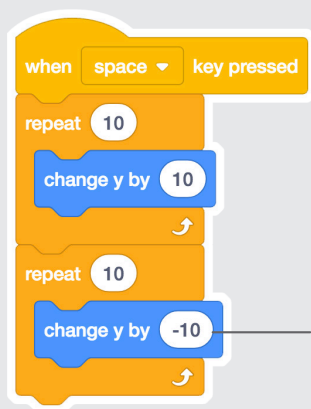 when space key pressed
repeat 10
change y by 10
repeat 10
change y by -10